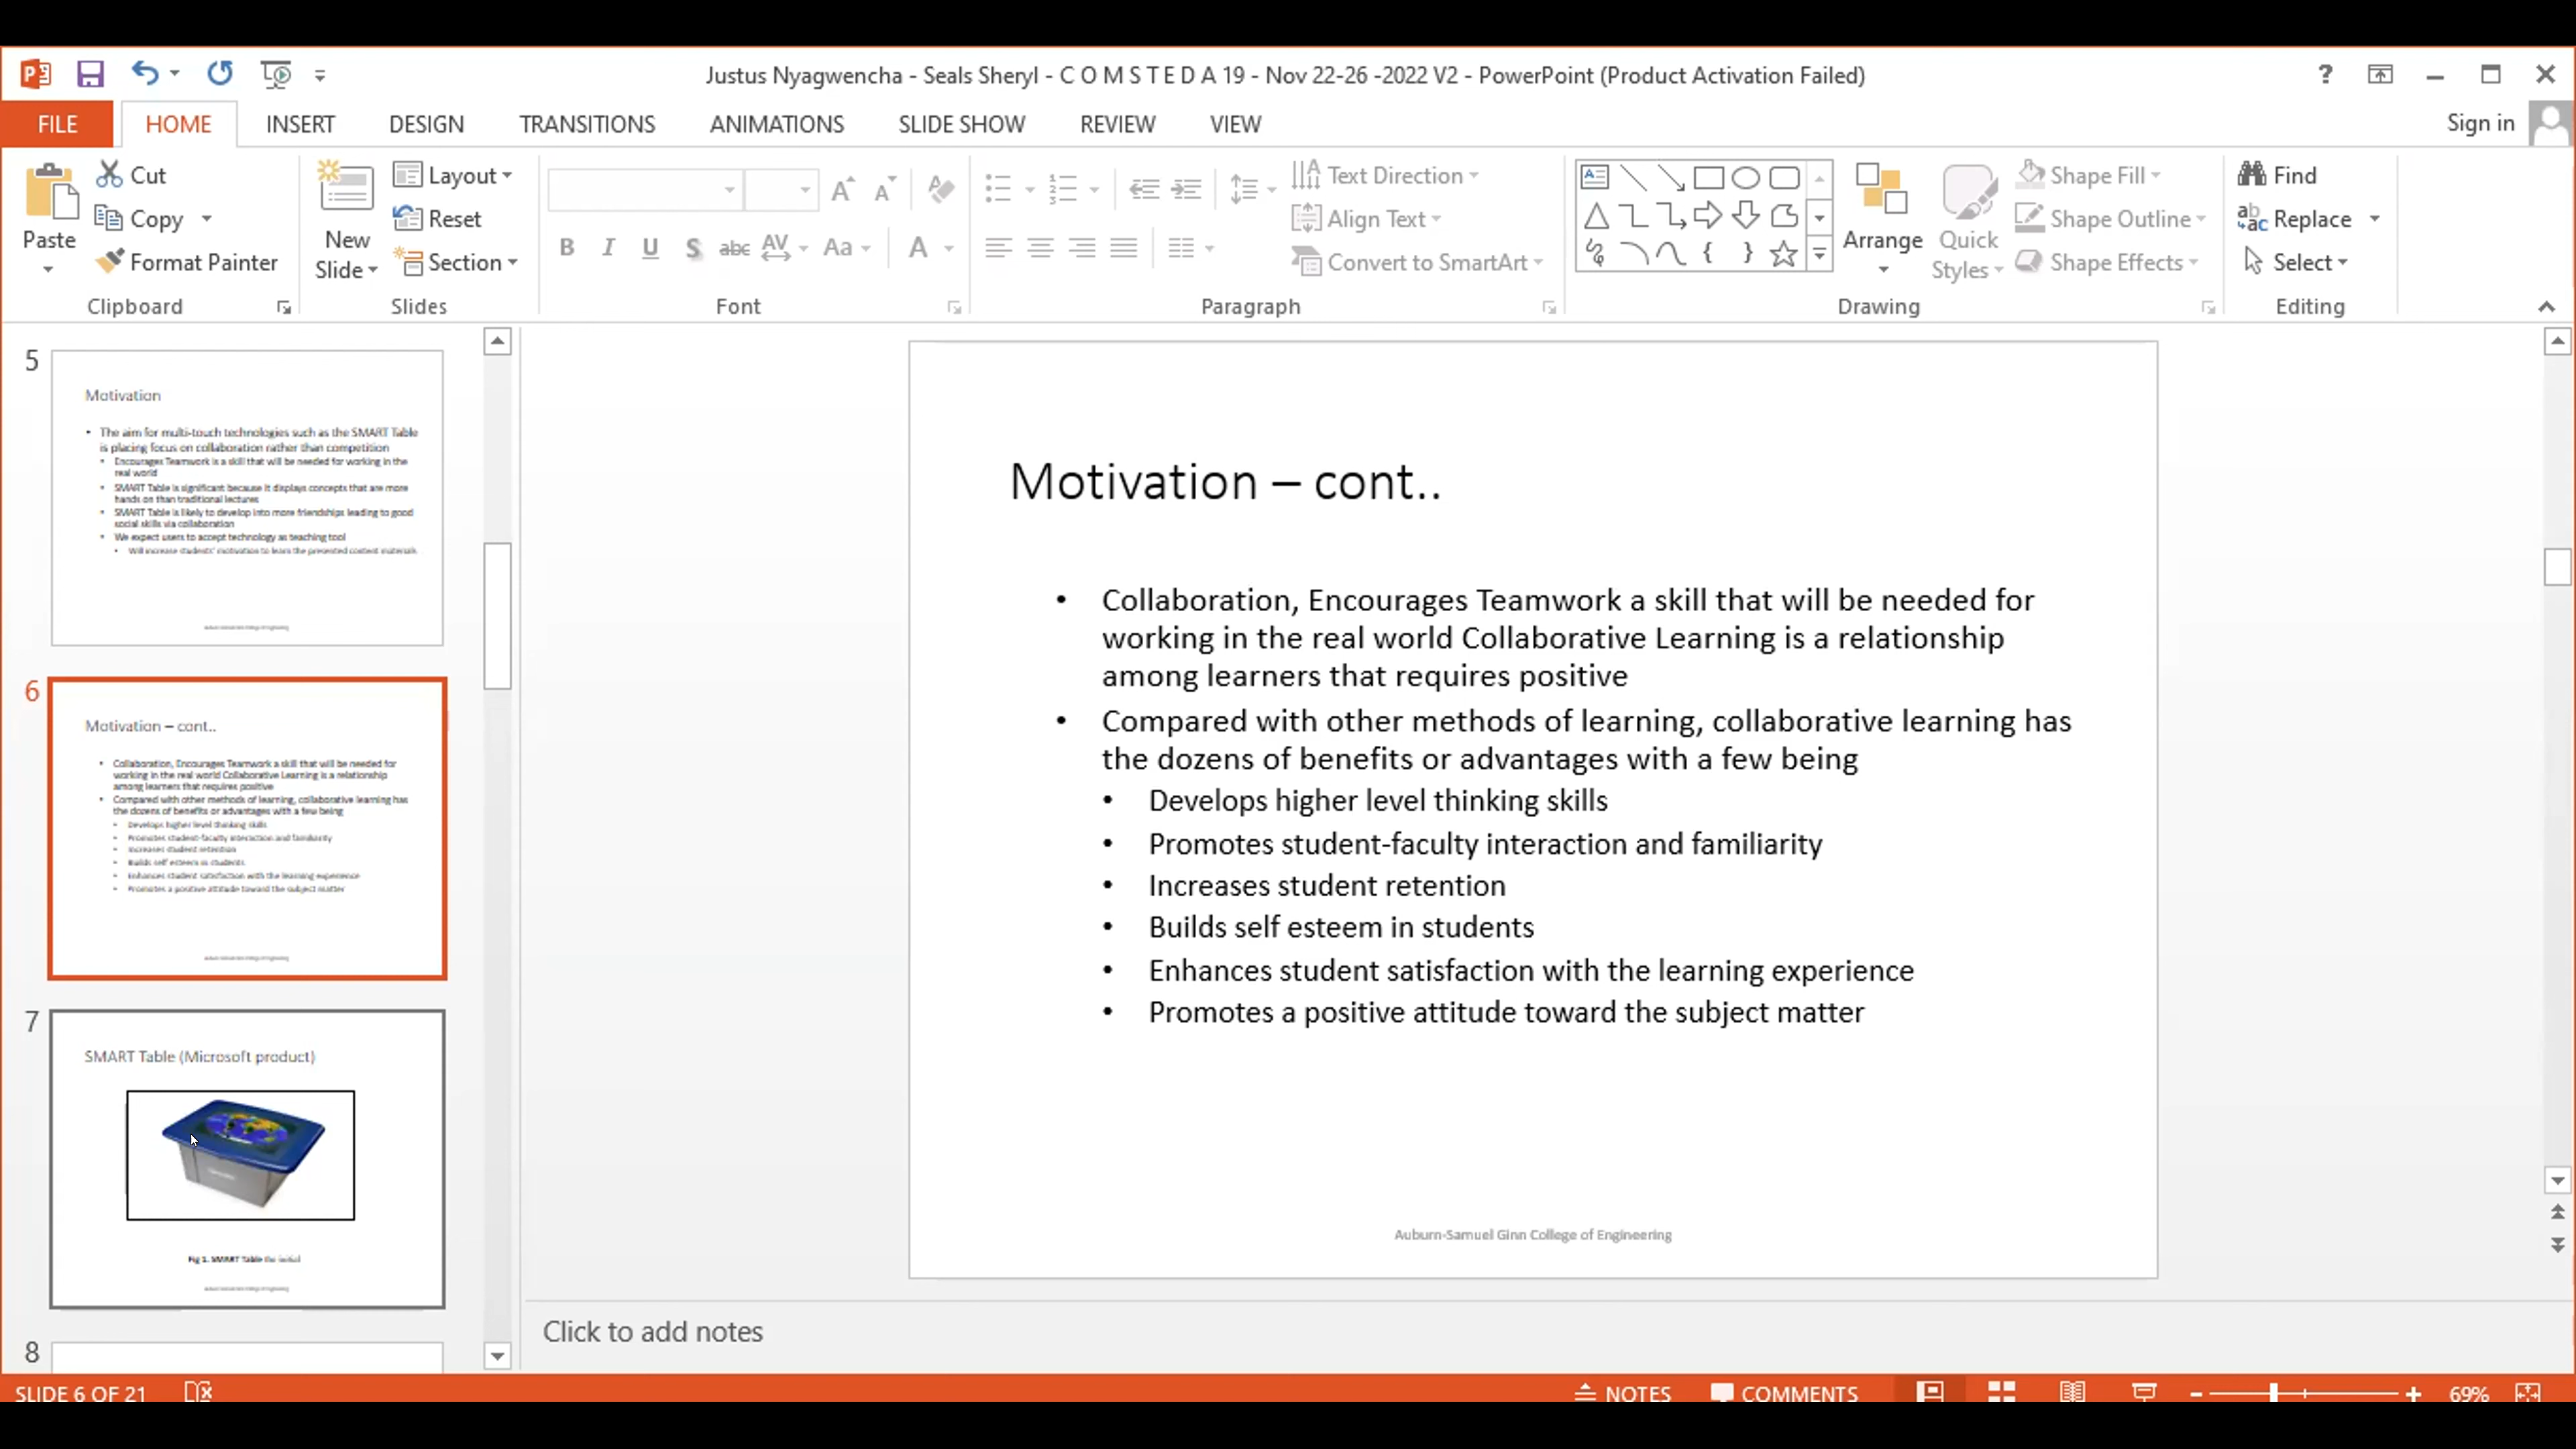 Justus Nyagwencha - Seals Sheryl - C O M S T E D A 19 - Nov 22-26 -2022 V2 - PowerPoint (Product Activation Failed)
FILE HOME INSERT DESIGN TRANSITIONS ANIMATIONS SLIDE SHOW REVIEW VIEW Sign in
Paste
Cut
Copy
Format Painter
Clipboard
New Slide
Layout
Reset
Section
Slides
Font
Text Direction
Align Text
Convert to SmartArt
Paragraph
Arrange
Quick Styles
Shape Fill
Shape Outline
Shape Effects
Drawing
Find
Replace
Select
Editing
5
Motivation
• The aim for multi-touch technologies such as the SMART Table
is placing focus on collaboration rather than competition
• Encourages Teamwork is a skill that will be needed for working in the
real world
• SMART Table is significant because it displays concepts that are more
hands on than traditional lectures
• SMART Table is likely to develop into more friendships leading to good
social skills via collaboration
• We expect users to accept technology as teaching tool
• Will increase students' motivation to learn the presented content materials
6
Motivation – cont..
• Collaboration, Encourages Teamwork a skill that will be needed for
working in the real world Collaborative Learning is a relationship
among learners that requires positive
• Compared with other methods of learning, collaborative learning has
the dozens of benefits or advantages with a few being
• Develops higher level thinking skills
• Promotes student-faculty interaction and familiarity
• Increases student retention
• Builds self esteem in students
• Enhances student satisfaction with the learning experience
• Promotes a positive attitude toward the subject matter
7
SMART Table (Microsoft product)
Fig 1. SMART Table the initial
8
Motivation – cont..
• Collaboration, Encourages Teamwork a skill that will be needed for
working in the real world Collaborative Learning is a relationship
among learners that requires positive
• Compared with other methods of learning, collaborative learning has
the dozens of benefits or advantages with a few being
• Develops higher level thinking skills
• Promotes student-faculty interaction and familiarity
• Increases student retention
• Builds self esteem in students
• Enhances student satisfaction with the learning experience
• Promotes a positive attitude toward the subject matter
Auburn-Samuel Ginn College of Engineering
Click to add notes
SLIDE 6 OF 21 NOTES COMMENTS 69%